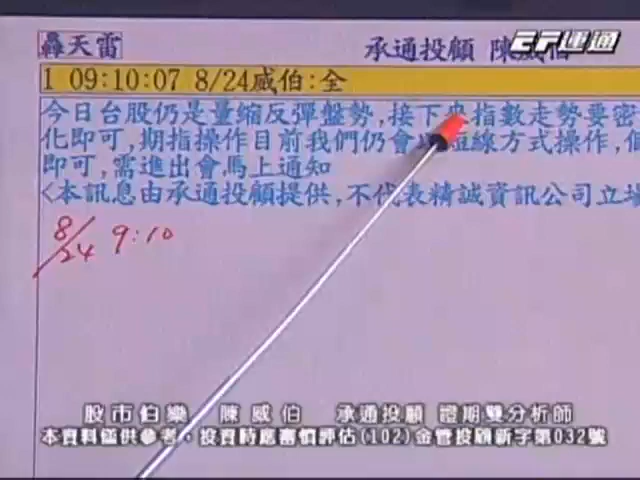 轟天雷 承通投顧 陳威伯
EF運通
1 09:10:07 8/24威伯:全
今日台股仍是量縮反彈盤勢,接下來指數走勢要密
化即可,期指操作目前我們仍會以短線方式操作,個
即可,需進出會馬上通知
<本訊息由承通投顧提供,不代表精誠資訊公司立場
8/24 9:10
股市伯樂 陳威伯 承通投顧 證期雙分析師
本資料僅供參考,投資時應審慎評估(102)金管投顧新字第032號